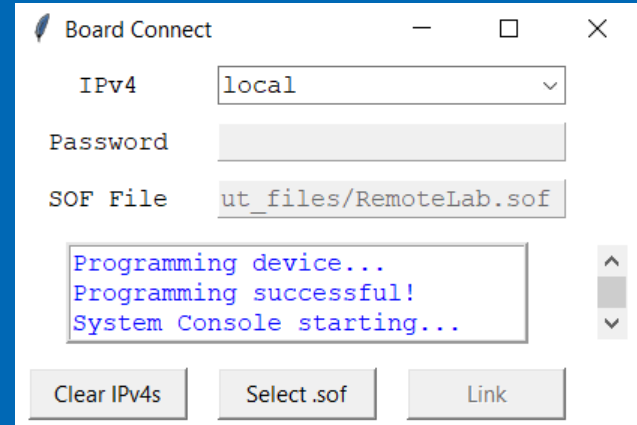 Board Connect
IPv4 local
Password
SOF File ut_files/RemoteLab.sof
Programming device...
Programming successful!
System Console starting...
Clear IPv4s Select .sof Link